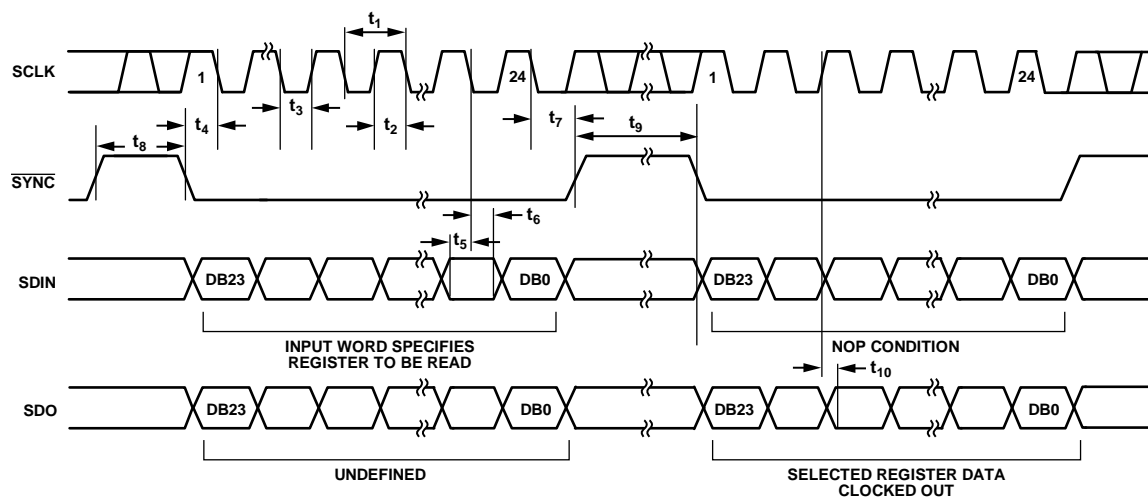 t1
SCLK
1
24
1
24
t3
t2
t4
t7
t8
t9
SYNC
t6
t5
SDIN
DB23
DB0
DB23
DB0
INPUT WORD SPECIFIES
REGISTER TO BE READ
NOP CONDITION
t10
SDO
DB23
DB0
DB23
DB0
UNDEFINED
SELECTED REGISTER DATA
CLOCKED OUT